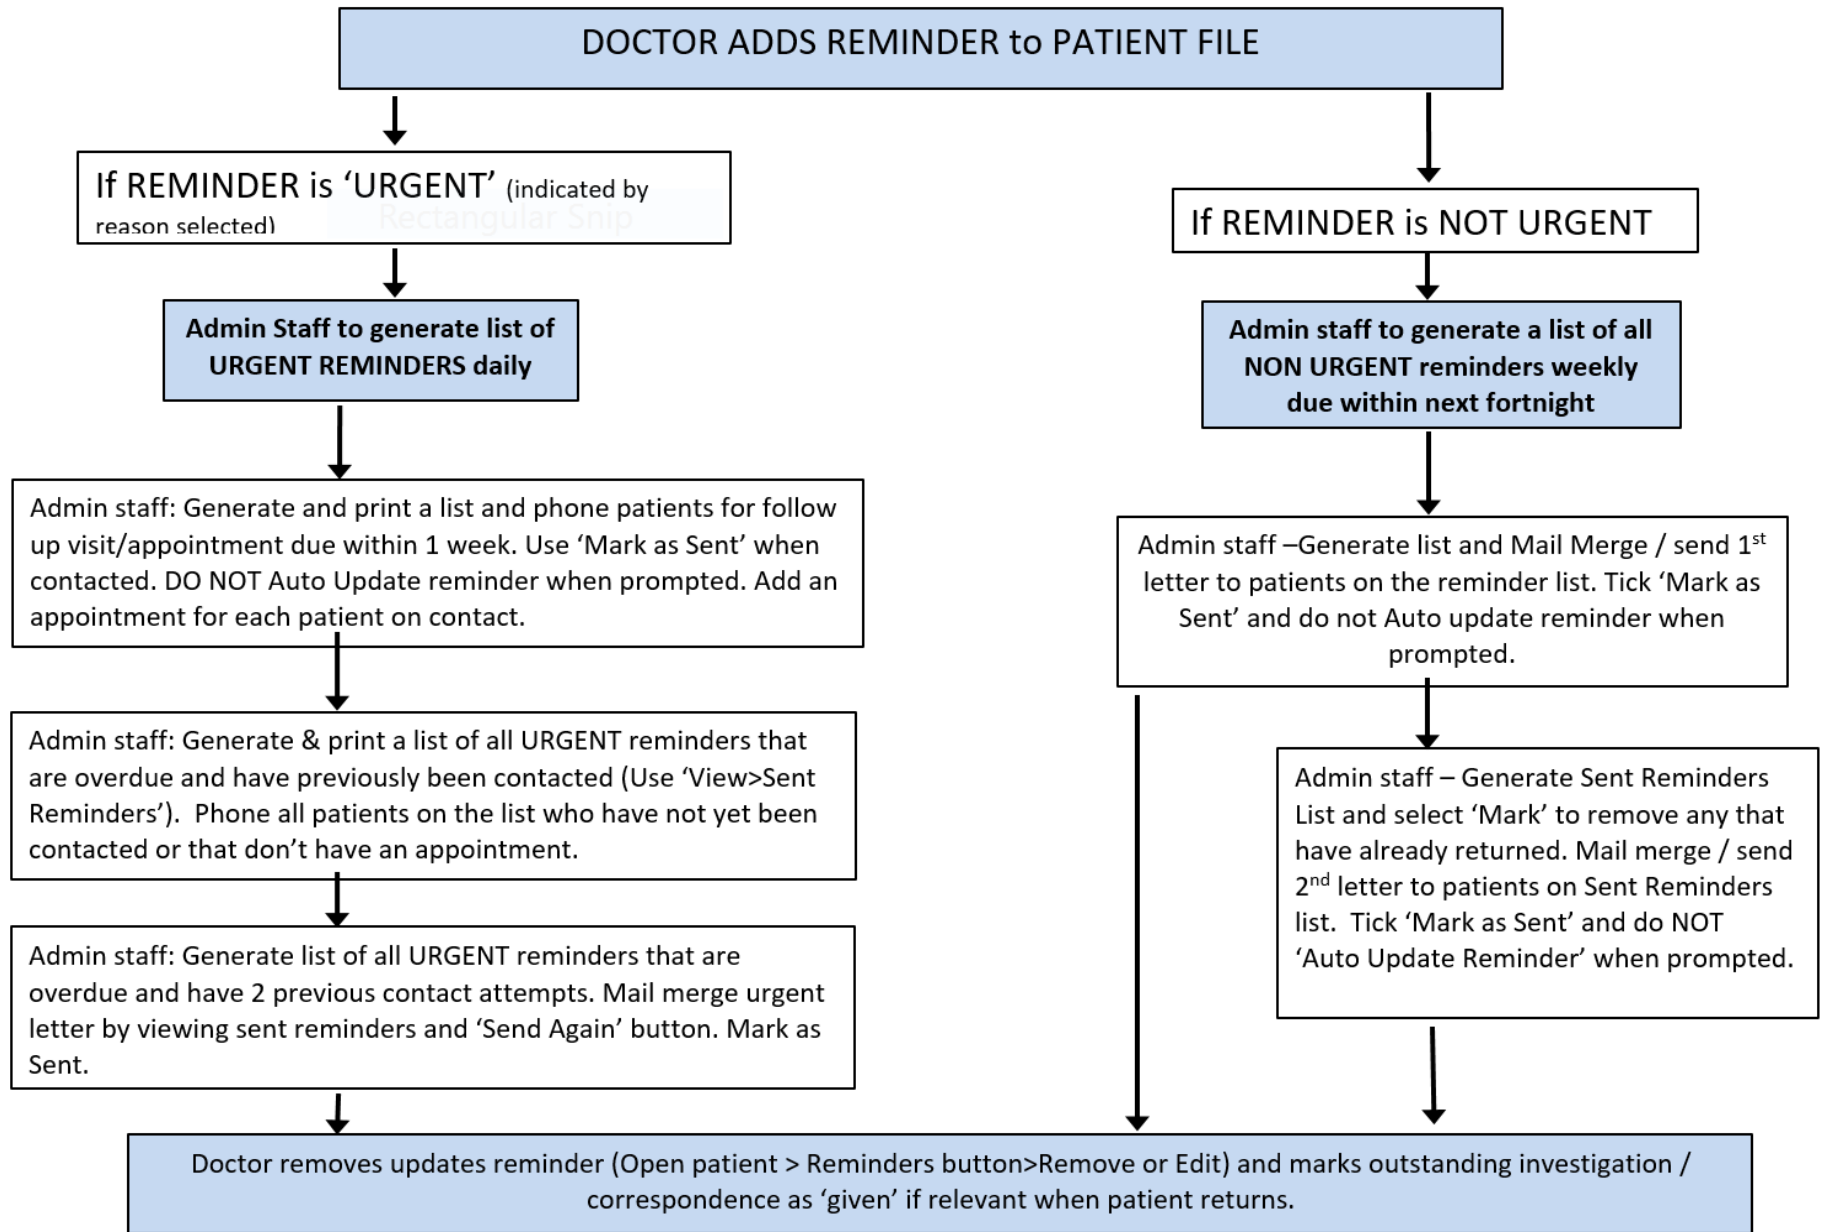 DOCTOR ADDS REMINDER to PATIENT FILE
If REMINDER is ‘URGENT’ (indicated by
reason selected)
Rectangular Snip
Admin Staff to generate list of
URGENT REMINDERS daily
Admin staff: Generate and print a list and phone patients for follow
up visit/appointment due within 1 week. Use ‘Mark as Sent’ when
contacted. DO NOT Auto Update reminder when prompted. Add an
appointment for each patient on contact.
Admin staff: Generate & print a list of all URGENT reminders that
are overdue and have previously been contacted (Use ‘View>Sent
Reminders’).  Phone all patients on the list who have not yet been
contacted or that don’t have an appointment.
Admin staff: Generate list of all URGENT reminders that are
overdue and have 2 previous contact attempts. Mail merge urgent
letter by viewing sent reminders and ‘Send Again’ button. Mark as
Sent.
If REMINDER is NOT URGENT
Admin staff to generate a list of all
NON URGENT reminders weekly
due within next fortnight
Admin staff –Generate list and Mail Merge / send 1st
letter to patients on the reminder list. Tick ‘Mark as
Sent’ and do not Auto update reminder when
prompted.
Admin staff – Generate Sent Reminders
List and select ‘Mark’ to remove any that
have already returned. Mail merge / send
2nd letter to patients on Sent Reminders
list.  Tick ‘Mark as Sent’ and do NOT
‘Auto Update Reminder’ when prompted.
Doctor removes updates reminder (Open patient > Reminders button>Remove or Edit) and marks outstanding investigation /
correspondence as ‘given’ if relevant when patient returns.